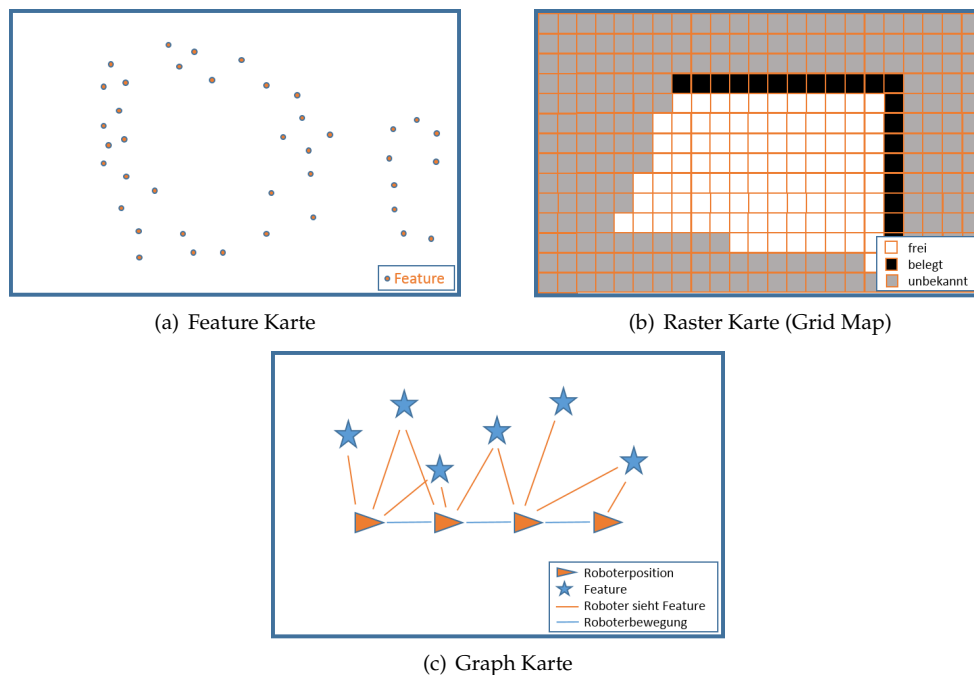 Feature
frei
belegt
unbekannt
(a) Feature Karte
(b) Raster Karte (Grid Map)
Roboterposition
Feature
Roboter sieht Feature
Roboterbewegung
(c) Graph Karte